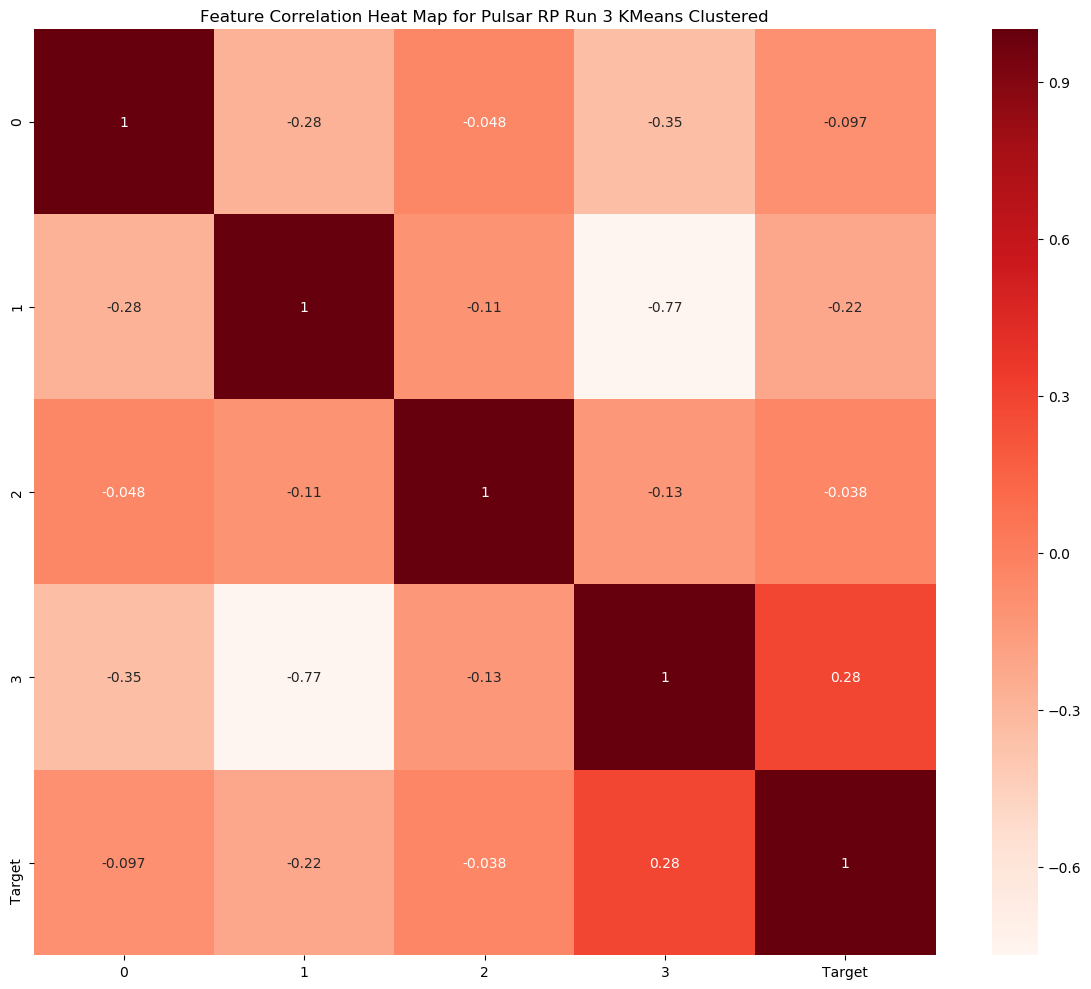 Feature Correlation Heat Map for Pulsar RP Run 3 KMeans Clustered
0 1 -0.28 -0.048 -0.35 -0.097
1 -0.28 1 -0.11 -0.77 -0.22
2 -0.048 -0.11 1 -0.13 -0.038
3 -0.35 -0.77 -0.13 1 0.28
Target -0.097 -0.22 -0.038 0.28 1
0 1 2 3 Target
0.9
0.6
0.3
0.0
−0.3
−0.6